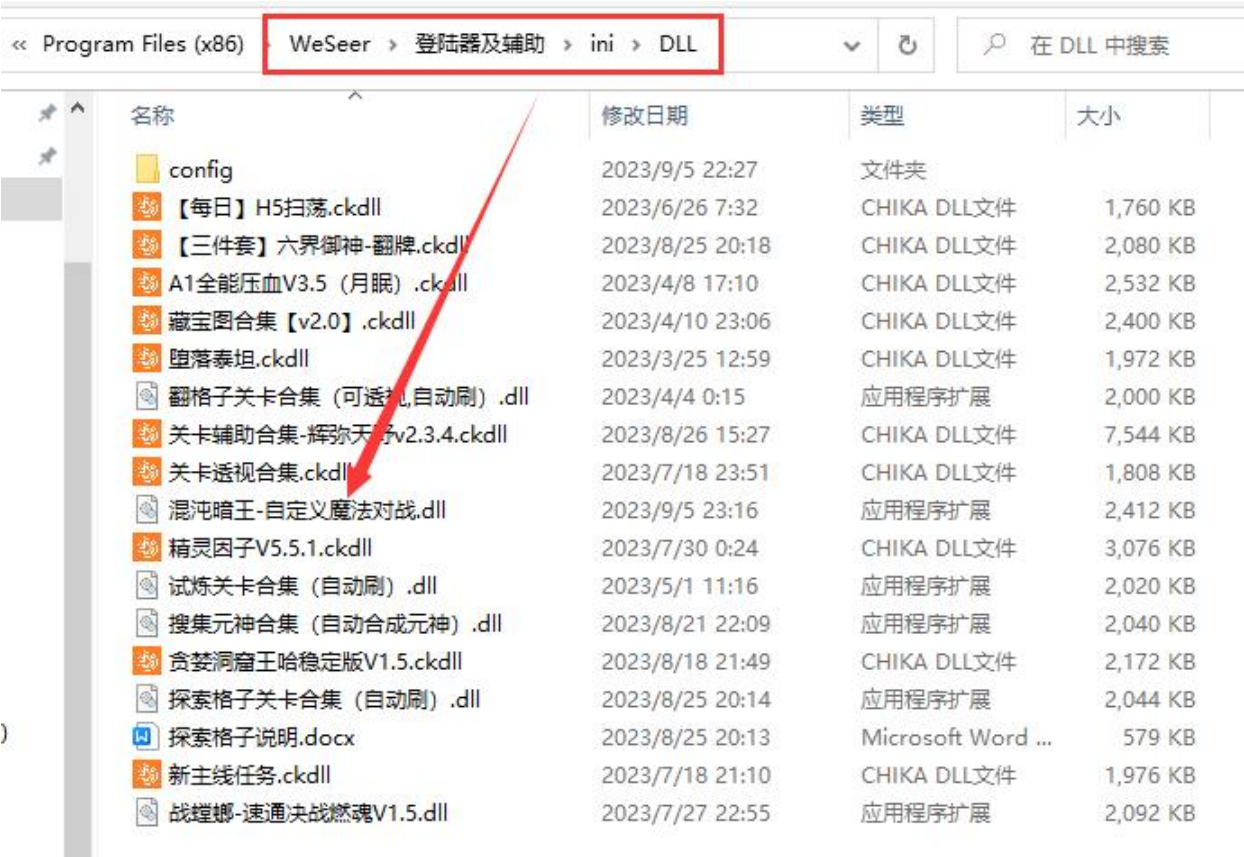 « Program Files (x86) › WeSeer › 登陆器及辅助 › ini › DLL 在 DLL 中搜索
名称 修改日期 类型 大小
config 2023/9/5 22:27 文件夹
【每日】H5扫荡.ckdll 2023/6/26 7:32 CHIKA DLL文件 1,760 KB
【三件套】六界御神-翻牌.ckdll 2023/8/25 20:18 CHIKA DLL文件 2,080 KB
A1全能压血V3.5（月眠）.ckdll 2023/4/8 17:10 CHIKA DLL文件 2,532 KB
藏宝图合集【v2.0】.ckdll 2023/4/10 23:06 CHIKA DLL文件 2,400 KB
堕落泰坦.ckdll 2023/3/25 12:59 CHIKA DLL文件 1,972 KB
翻格子关卡合集（可透视,自动刷）.dll 2023/4/4 0:15 应用程序扩展 2,000 KB
关卡辅助合集-辉弥天野v2.3.4.ckdll 2023/8/26 15:27 CHIKA DLL文件 7,544 KB
关卡透视合集.ckdll 2023/7/18 23:51 CHIKA DLL文件 1,808 KB
混沌暗王-自定义魔法对战.dll 2023/9/5 23:16 应用程序扩展 2,412 KB
精灵因子V5.5.1.ckdll 2023/7/30 0:24 CHIKA DLL文件 3,076 KB
试炼关卡合集（自动刷）.dll 2023/5/1 11:16 应用程序扩展 2,020 KB
搜集元神合集（自动合成元神）.dll 2023/8/21 22:09 应用程序扩展 2,040 KB
贪婪洞窟王哈稳定版V1.5.ckdll 2023/8/18 21:49 CHIKA DLL文件 2,172 KB
探索格子关卡合集（自动刷）.dll 2023/8/25 20:14 应用程序扩展 2,044 KB
探索格子说明.docx 2023/8/25 20:13 Microsoft Word ... 579 KB
新主线任务.ckdll 2023/7/18 21:10 CHIKA DLL文件 1,976 KB
战螳螂-速通决战燃魂V1.5.dll 2023/7/27 22:55 应用程序扩展 2,092 KB